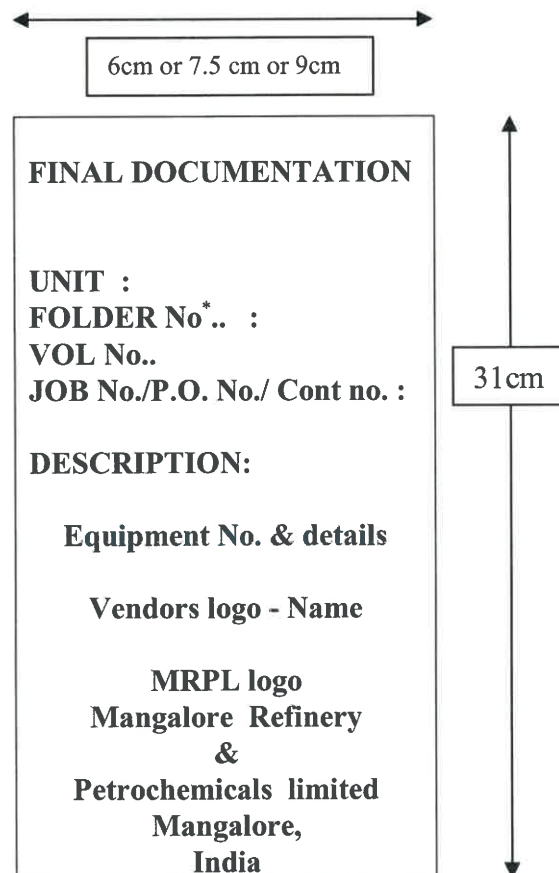 6cm or 7.5 cm or 9cm
FINAL DOCUMENTATION
UNIT :
FOLDER No*.. :
VOL No..
JOB No./P.O. No./ Cont no. :
31cm
DESCRIPTION:
Equipment No. & details
Vendors logo - Name
MRPL logo
Mangalore Refinery
&
Petrochemicals limited
Mangalore,
India